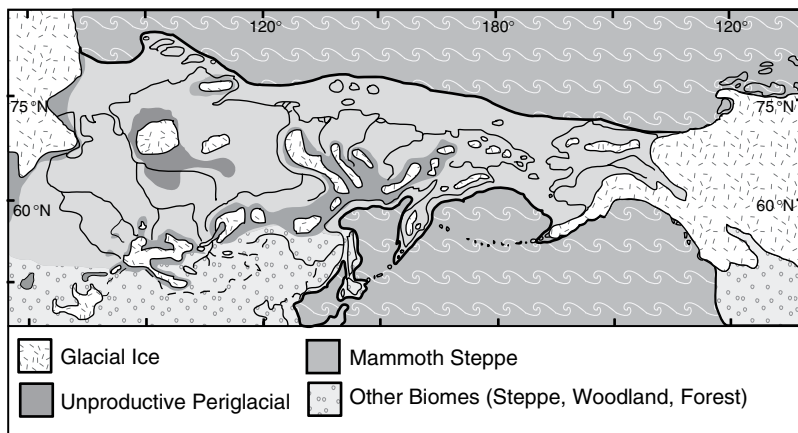 120° 180° 120°
75 °N 75 °N
60 °N 60 °N
Glacial Ice Mammoth Steppe
Unproductive Periglacial Other Biomes (Steppe, Woodland, Forest)